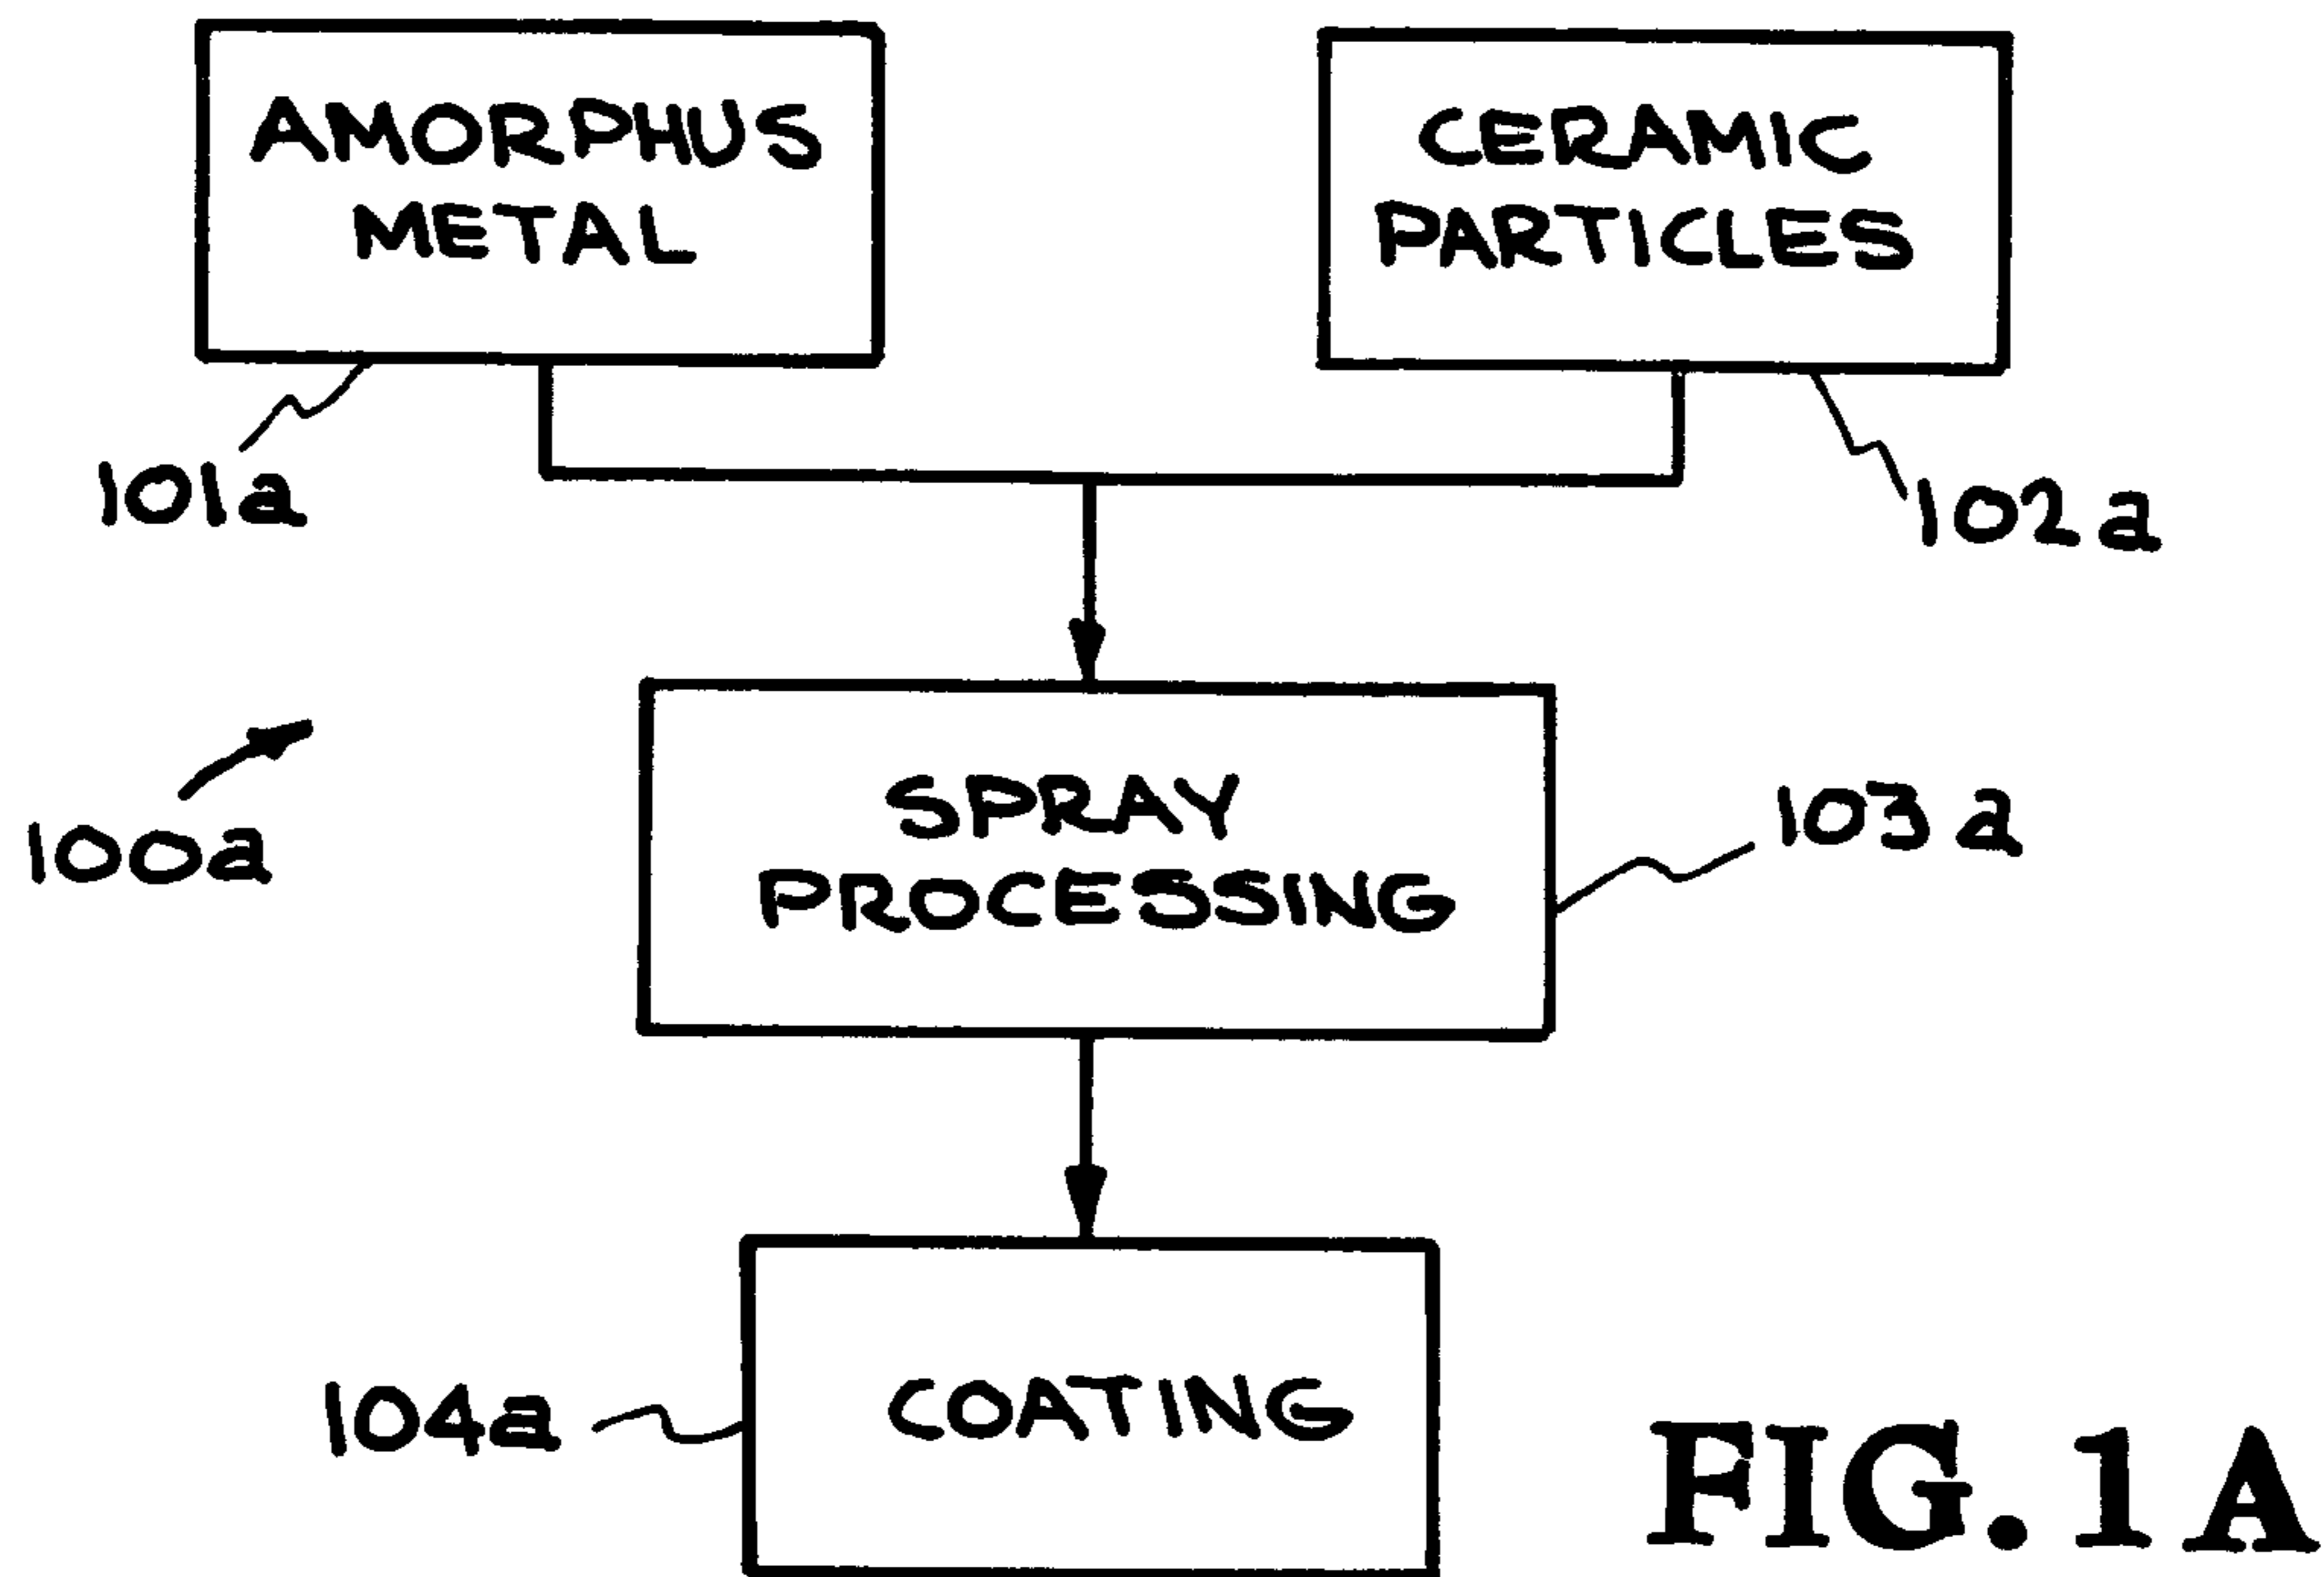 AMORPHUS
METAL
CERAMIC
PARTICLES
101a
102a
SPRAY
PROCESSING
103a
100a
COATING
104a
FIG. 1A